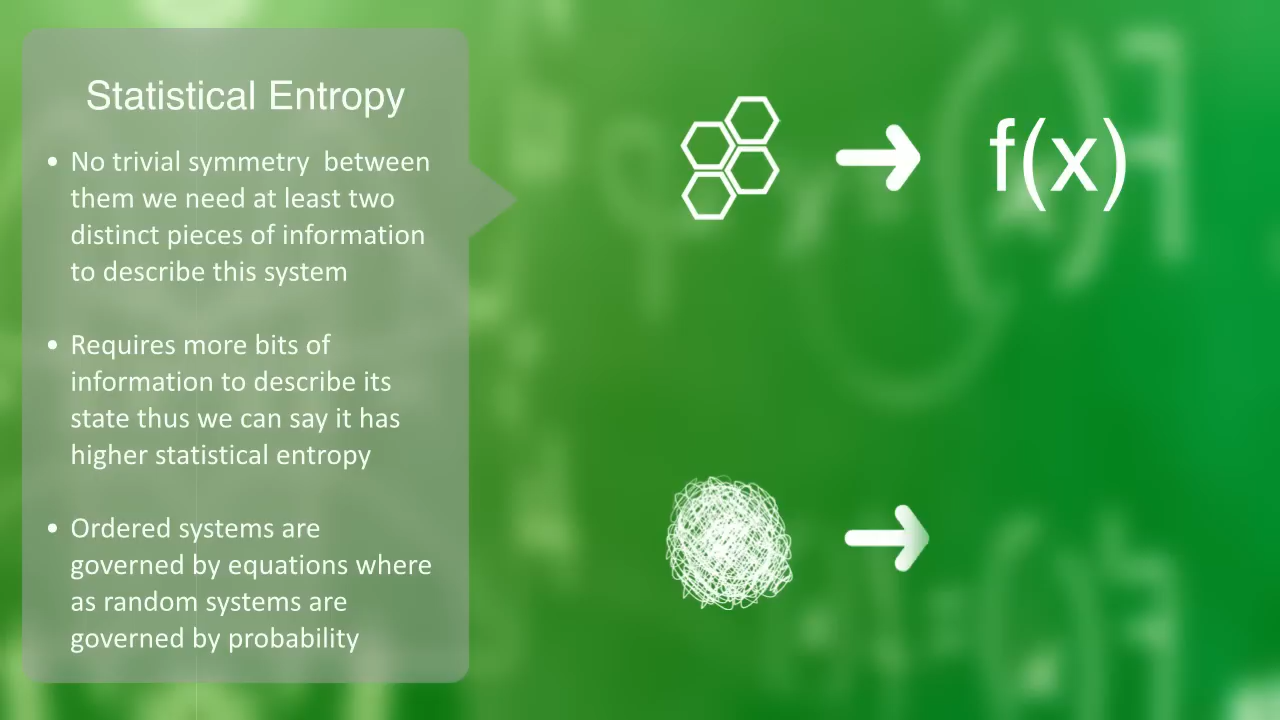 Statistical Entropy
• No trivial symmetry  between
them we need at least two
distinct pieces of information
to describe this system
• Requires more bits of
information to describe its
state thus we can say it has
higher statistical entropy
• Ordered systems are
governed by equations where
as random systems are
governed by probability
f(x)